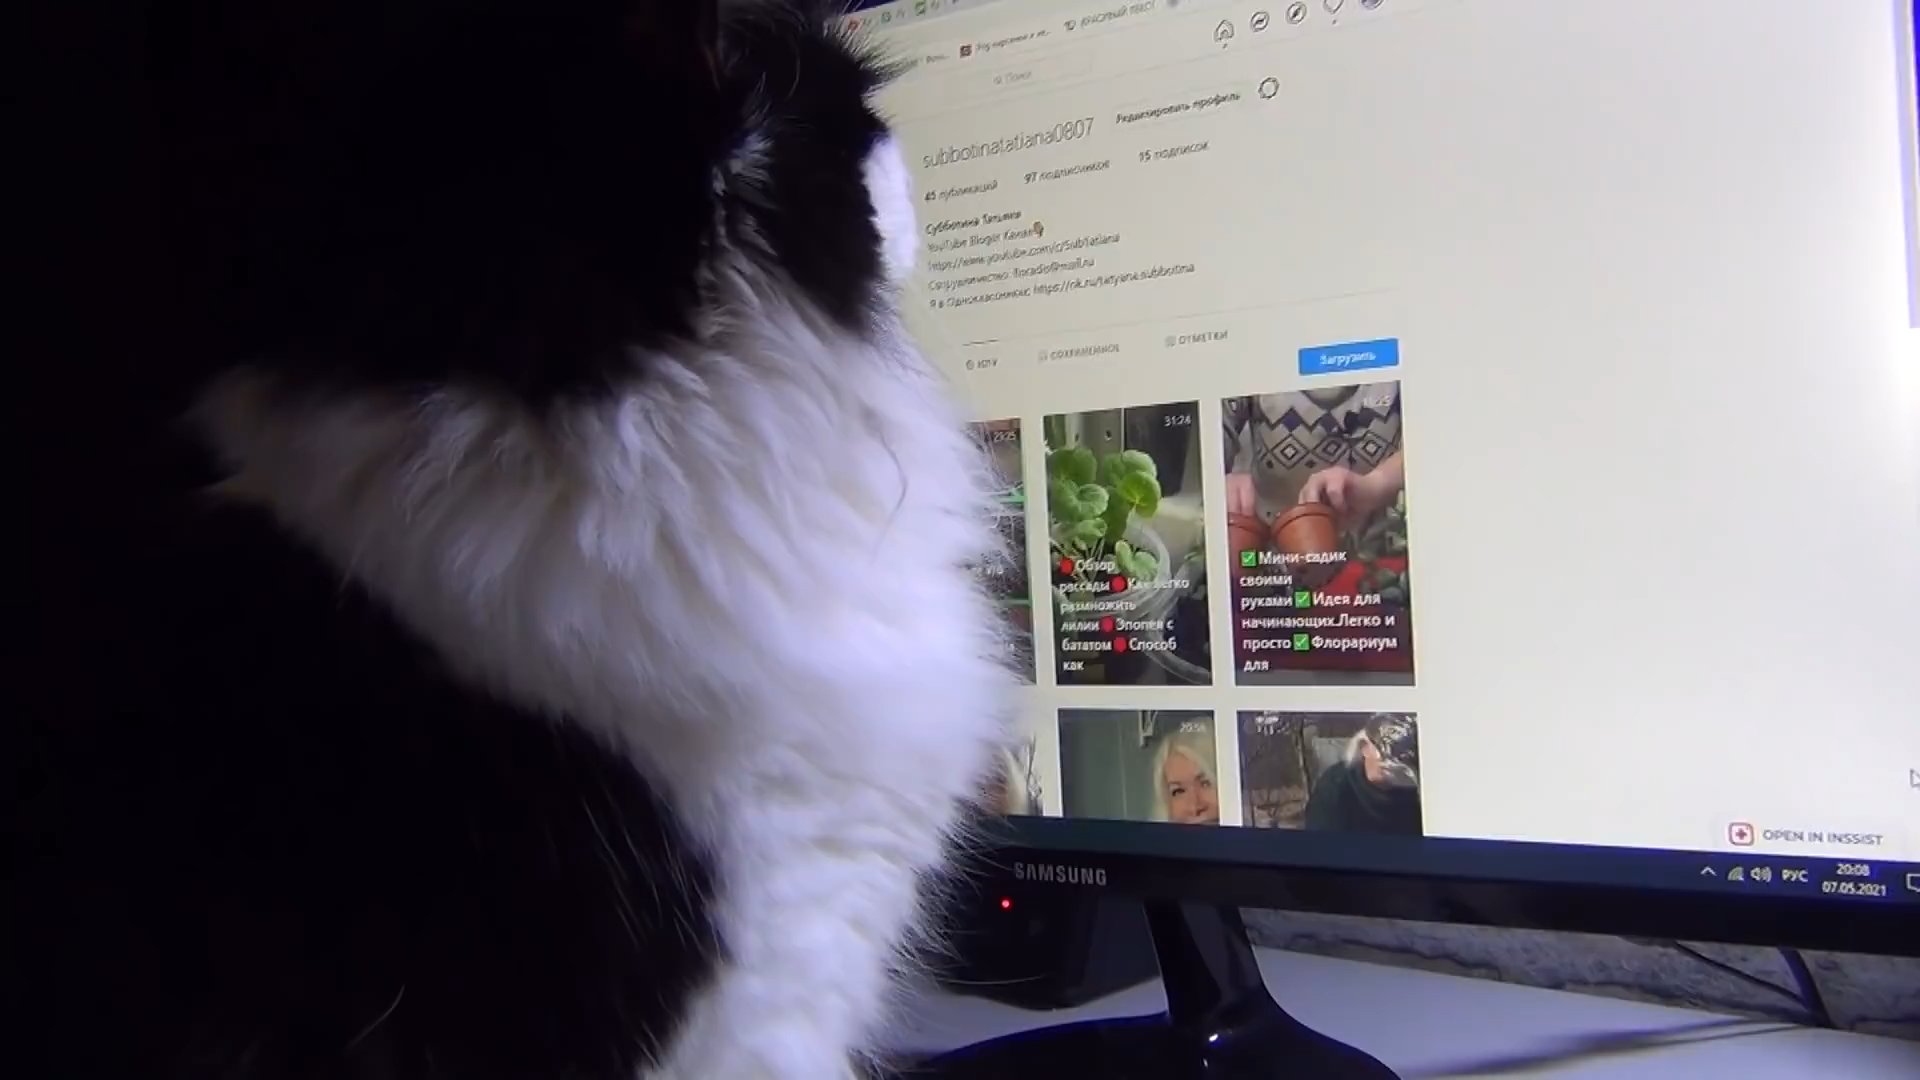 Поиск
subbotinatatiana0807
Редактировать профиль
45 публикаций
97 подписчиков
15 подписок
Субботина Татьяна
YouTube Bloger Канал
https://www.youtube.com/c/SubTatiana
Сотрудничество:
Я в Одноклассниках: https://ok.ru/tatyana.subbotina
IGTV
СОХРАНЕННОЕ
ОТМЕТКИ
Загрузить
31:24
Обзор
рассады Как легко
размножить
лилии Эпопея с
бататом Способ
как
Мини-садик
своими
руками Идея для
начинающих.Легко и
просто Флорариум
для
OPEN IN INSSIST
SAMSUNG
РУС
20:08
07.05.2021